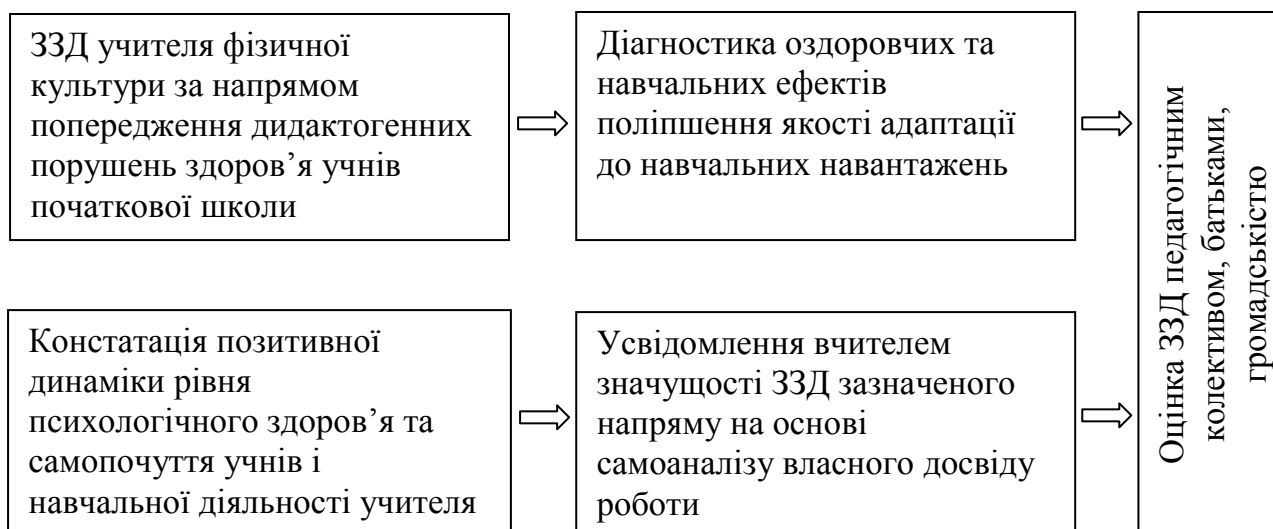 ЗЗД учителя фізичної
культури за напрямом
попередження дидактогенних
порушень здоров’я учнів
початкової школи
Діагностика оздоровчих та
навчальних ефектів
поліпшення якості адаптації
до навчальних навантажень
Констатація позитивної
динаміки рівня
психологічного здоров’я та
самопочуття учнів і
навчальної діяльності учителя
Усвідомлення вчителем
значущості ЗЗД зазначеного
напряму на основі
самоаналізу власного досвіду
роботи
Оцінка ЗЗД педагогічним
колективом, батьками,
громадськістю